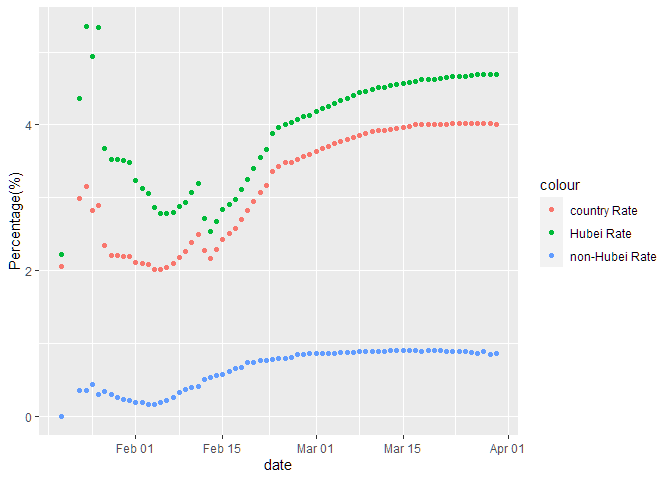 Percentage(%)
4
2
0
Feb 01
Feb 15
Mar 01
Mar 15
Apr 01
date
colour
country Rate
Hubei Rate
non-Hubei Rate